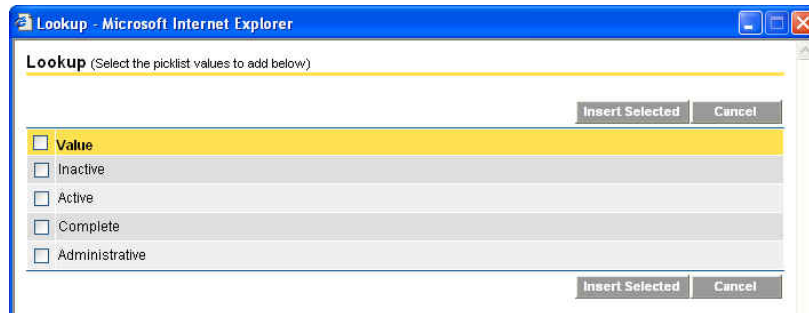 Lookup - Microsoft Internet Explorer
Lookup (Select the picklist values to add below)
Insert Selected Cancel
Value
Inactive
Active
Complete
Administrative
Insert Selected Cancel